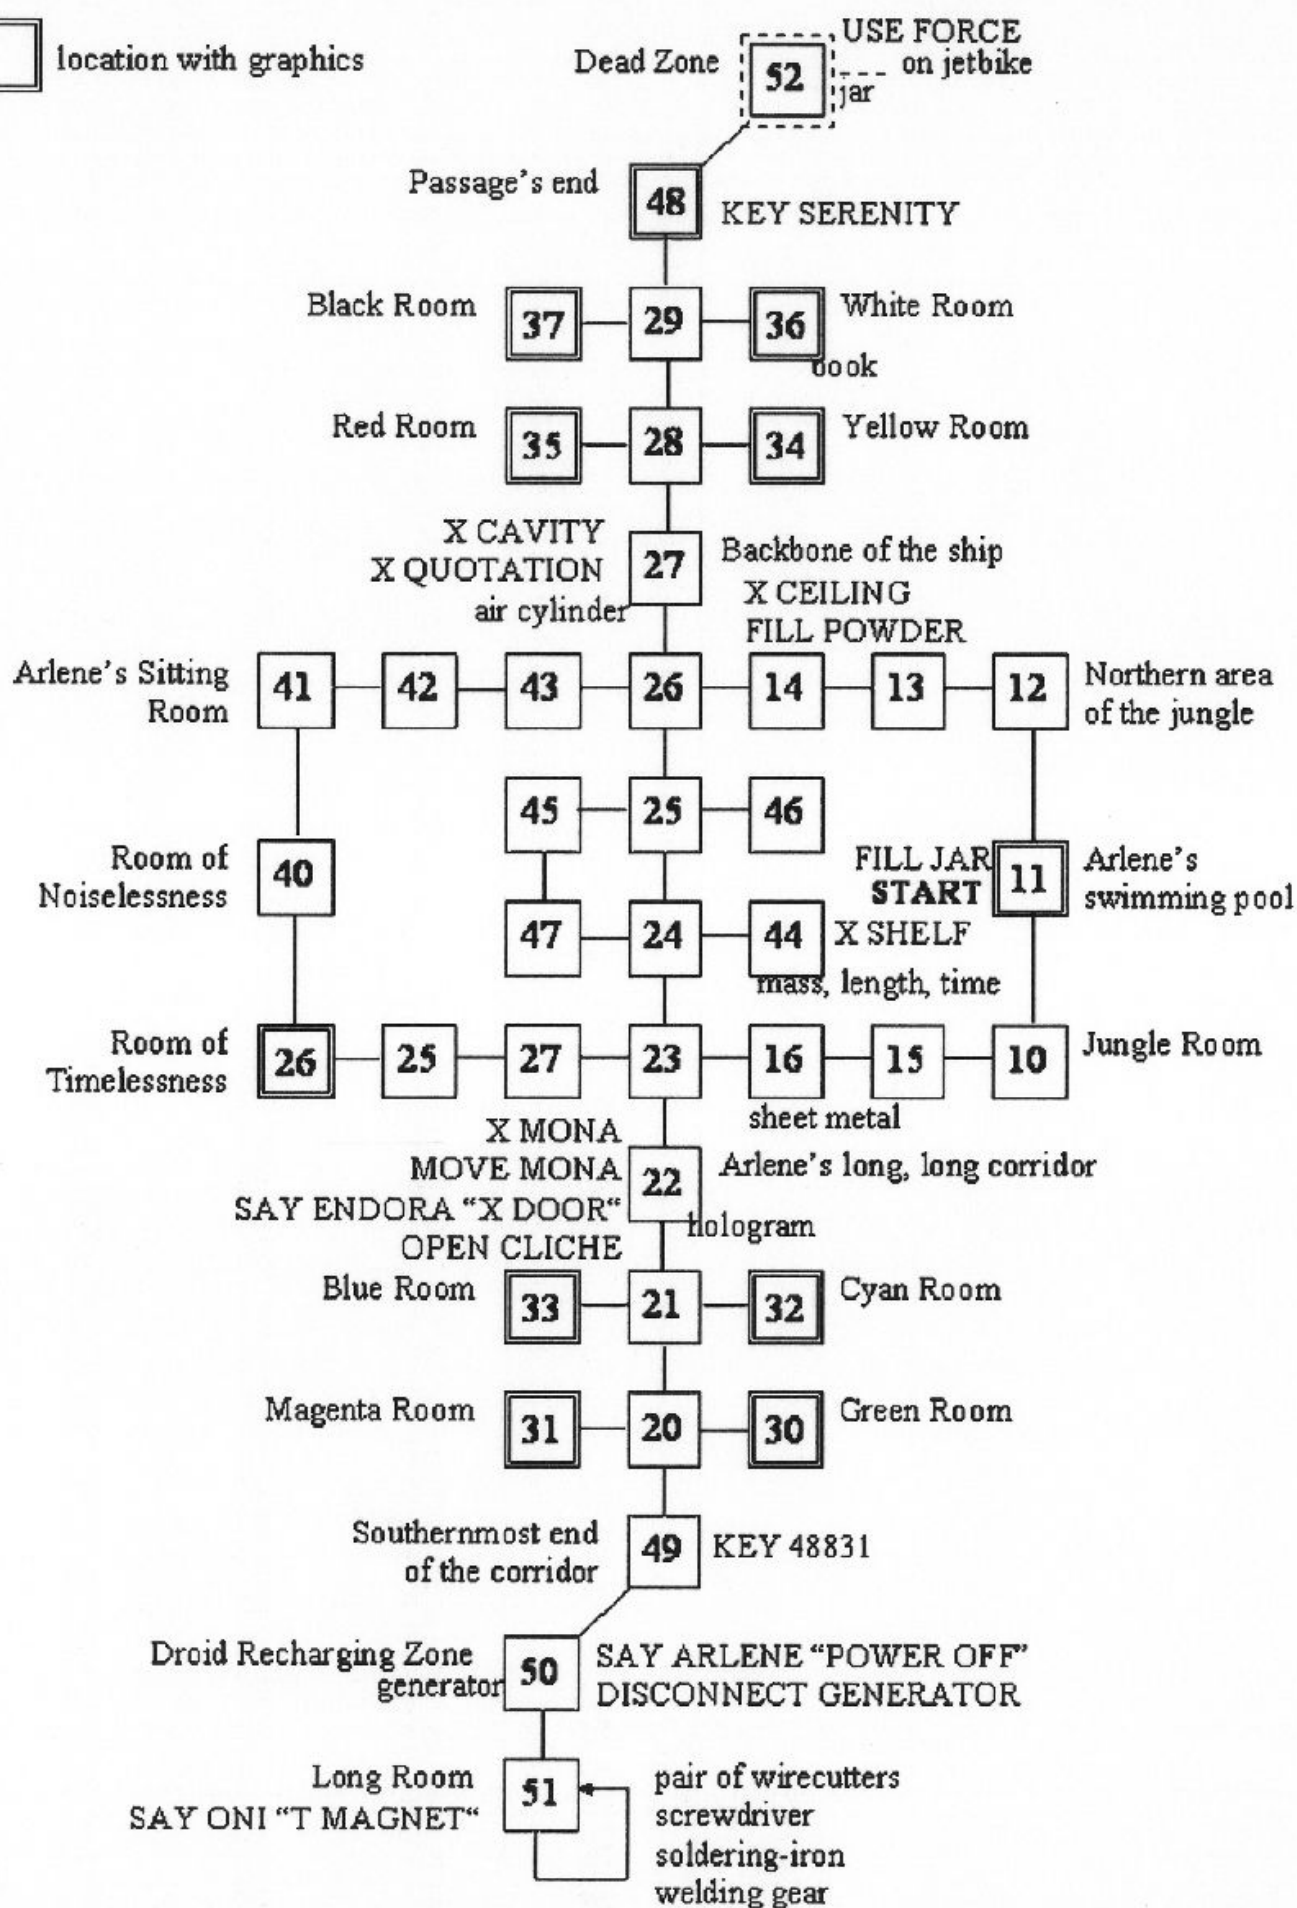 location with graphics
Dead Zone
52
USE FORCE
on jetbike
jar
Passage's end
48
KEY SERENITY
Black Room
37
29
36
White Room
book
Red Room
35
28
34
Yellow Room
X CAVITY
X QUOTATION
air cylinder
27
Backbone of the ship
X CEILING
FILL POWDER
Arlene's Sitting
Room
41
42
43
26
14
13
12
Northern area
of the jungle
45
25
46
Room of
Noiselessness
40
FILL JAR
START
11
Arlene's
swimming pool
47
24
44
X SHELF
mass, length, time
Room of
Timelessness
26
25
27
23
16
15
10
Jungle Room
sheet metal
X MONA
MOVE MONA
SAY ENDORA “X DOOR“
OPEN CLICHE
22
Arlene's long, long corridor
hologram
Blue Room
33
21
32
Cyan Room
Magenta Room
31
20
30
Green Room
Southernmost end
of the corridor
49
KEY 48831
Droid Recharging Zone
generator
50
SAY ARLENE “POWER OFF”
DISCONNECT GENERATOR
Long Room
SAY ONI “T MAGNET“
51
pair of wirecutters
screwdriver
soldering-iron
welding gear